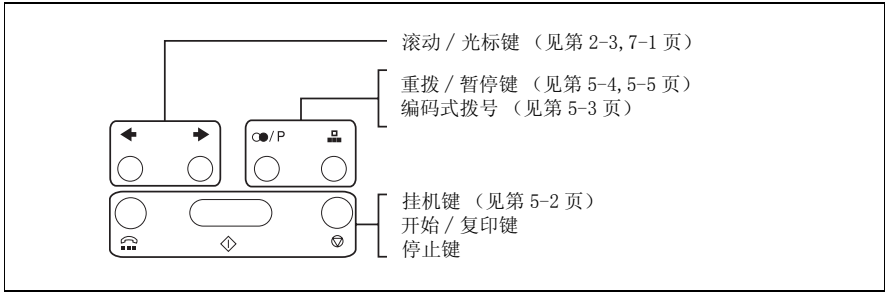 滚动/光标键 (见第2-3,7-1页)
重拨/暂停键 (见第5-4,5-5页)
编码式拨号 (见第5-3页)
/P
挂机键 (见第5-2页)
开始/复印键
停止键